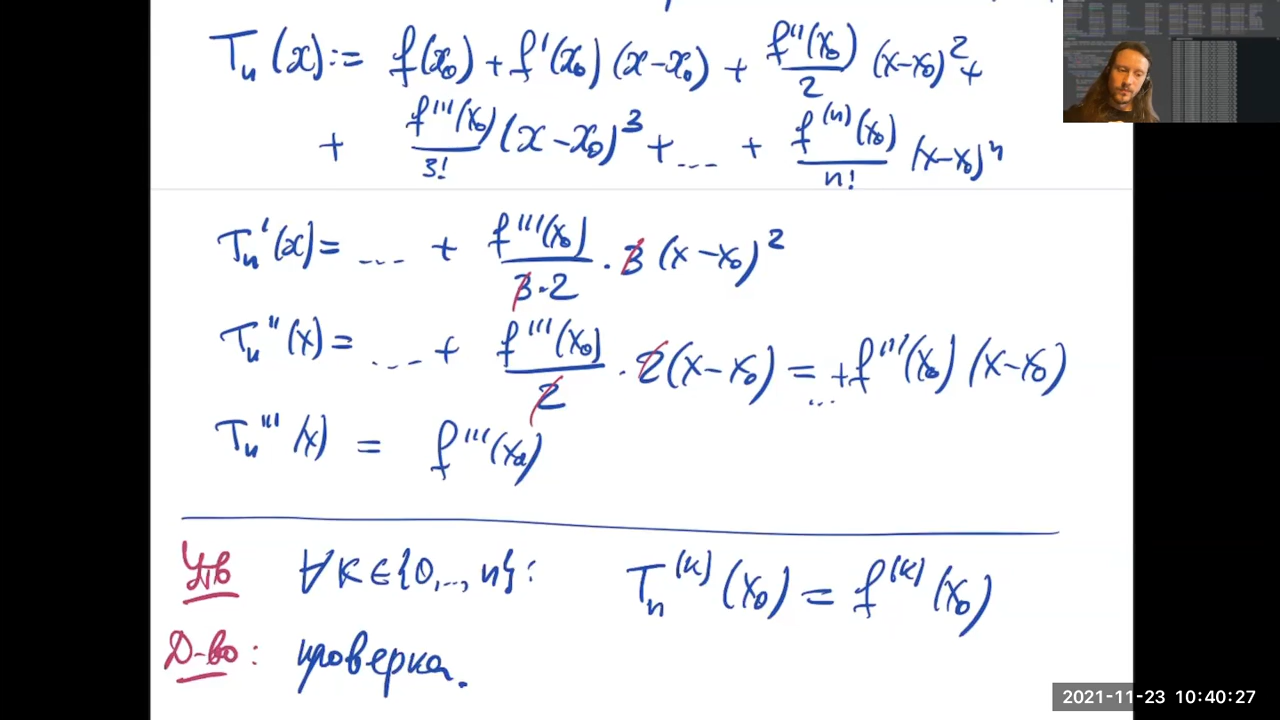 Tₙ(x) := f(x₀) + f'(x₀)(x−x₀) + f''(x₀)/2 (x−x₀)² +
+ f'''(x₀)/3! (x−x₀)³ + ... + f⁽ⁿ⁾(x₀)/n! (x−x₀)ⁿ
Tₙ'(x) = ... + f'''(x₀)/(3·2) · 3 (x−x₀)²
Tₙ''(x) = ... + f'''(x₀)/2 · 2(x−x₀) = ... + f'''(x₀)(x−x₀)
Tₙ'''(x) = f'''(x₀)
Утв ∀k∈{0,..,n}: Tₙ⁽ᵏ⁾(x₀) = f⁽ᵏ⁾(x₀)
Д-во: проверка.
2021-11-23 10:40:27